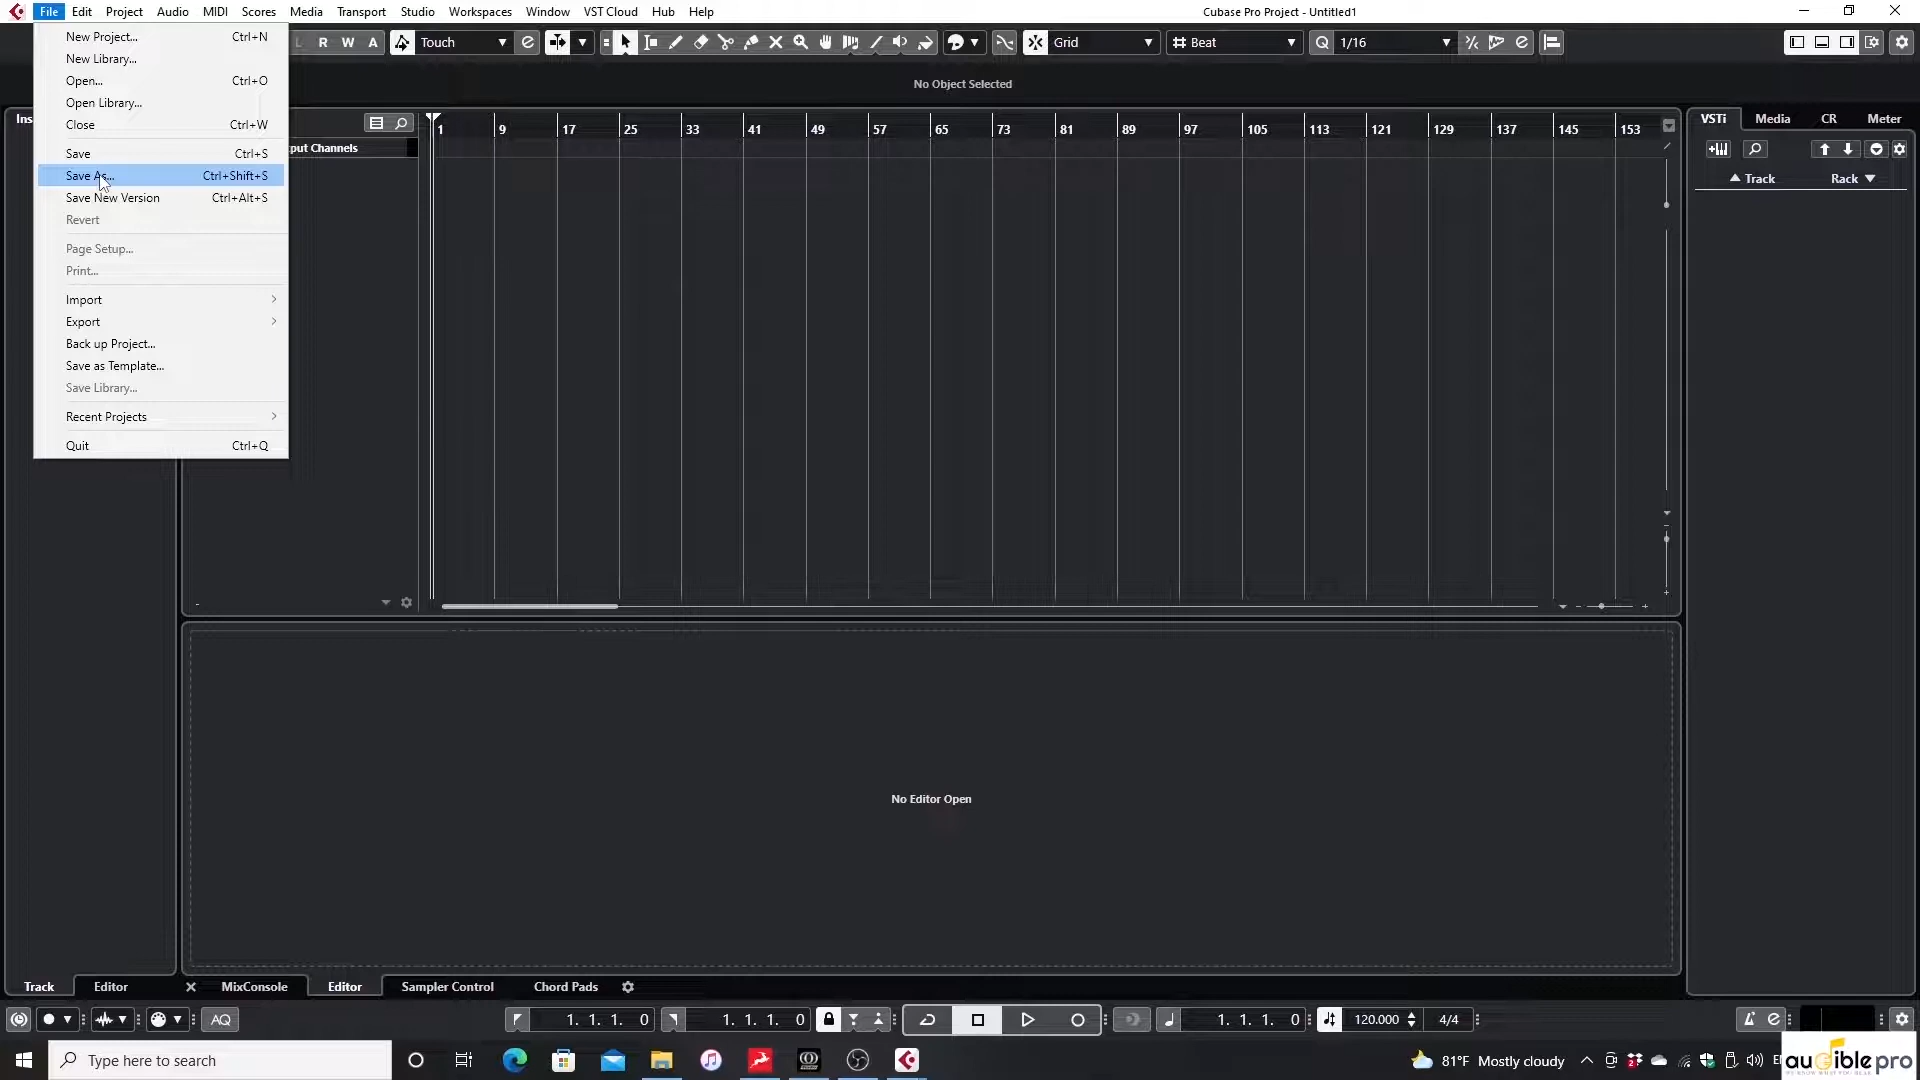 File Edit Project Audio MIDI Scores Media Transport Studio Workspaces Window VST Cloud Hub Help
Cubase Pro Project - Untitled1
New Project... Ctrl+N
New Library...
Open... Ctrl+O
Open Library...
Close Ctrl+W
Save Ctrl+S
Save As... Ctrl+Shift+S
Save New Version Ctrl+Alt+S
Revert
Page Setup...
Print...
Import
Export
Back up Project...
Save as Template...
Save Library...
Recent Projects
Quit Ctrl+Q
L R W A Touch Grid Beat Q 1/16
No Object Selected
Ins
put Channels
1 9 17 25 33 41 49 57 65 73 81 89 97 105 113 121 129 137 145 153
VSTi Media CR Meter
Track Rack
No Editor Open
Track Editor MixConsole Editor Sampler Control Chord Pads
AQ 1. 1. 1. 0 1. 1. 1. 0 1. 1. 1. 0 120.000 4/4
Type here to search
81°F Mostly cloudy
audible pro